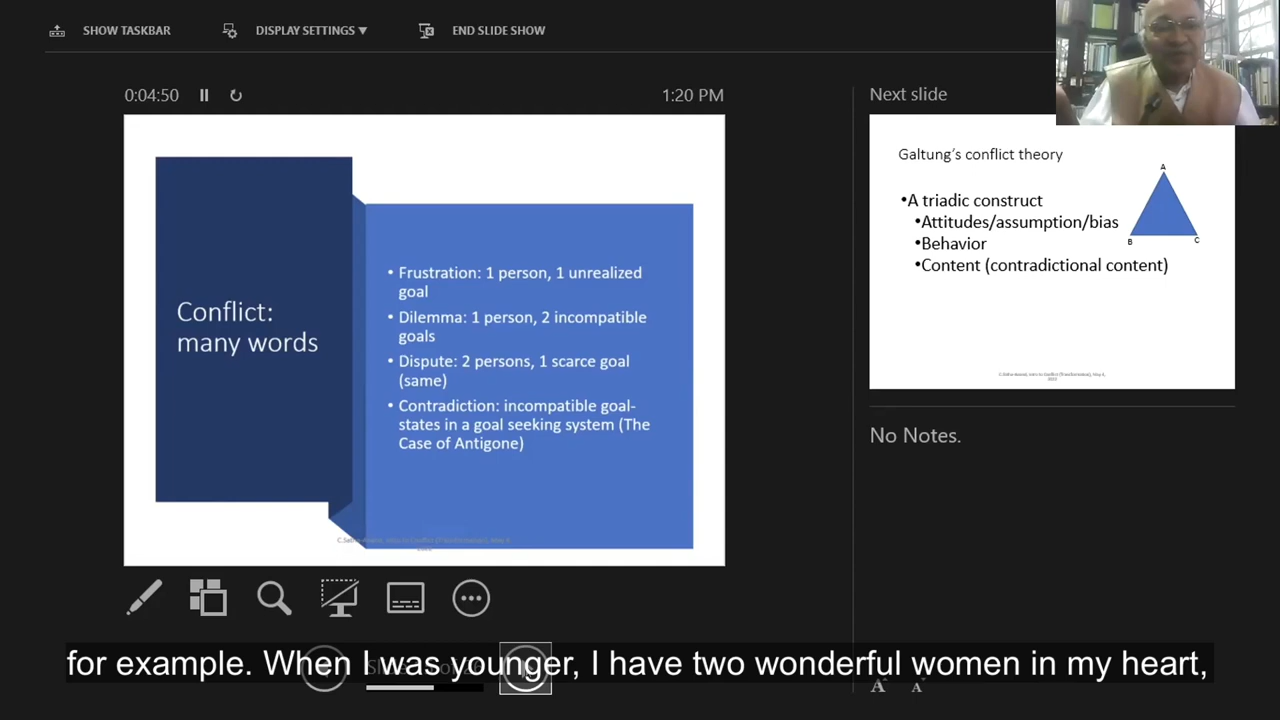 SHOW TASKBAR
DISPLAY SETTINGS ▼
END SLIDE SHOW
0:04:50
1:20 PM
Conflict:
many words
• Frustration: 1 person, 1 unrealized
goal
• Dilemma: 1 person, 2 incompatible
goals
• Dispute: 2 persons, 1 scarce goal
(same)
• Contradiction: incompatible goal-
states in a goal seeking system (The
Case of Antigone)
Next slide
Galtung's conflict theory
•A triadic construct
•Attitudes/assumption/bias
•Behavior
•Content (contradictional content)
A
B
C
No Notes.
for example. When I was younger, I have two wonderful women in my heart,
A
A